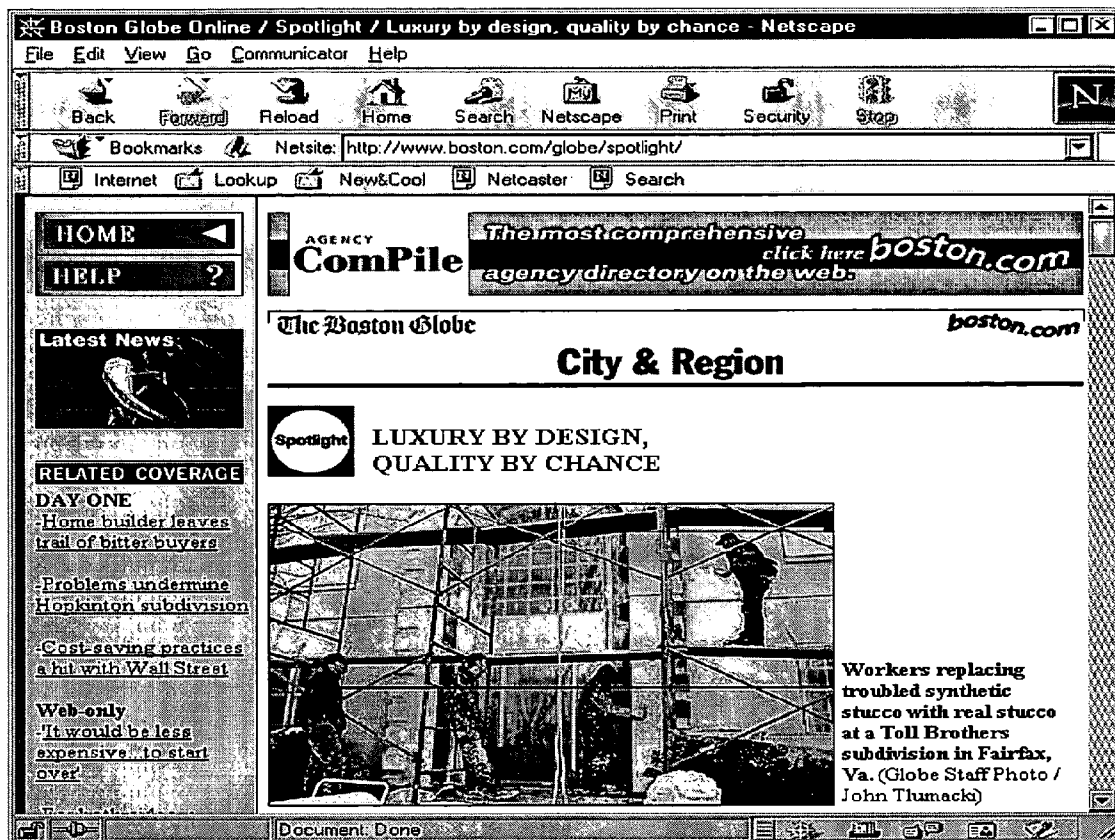 Boston Globe Online / Spotlight / Luxury by design, quality by chance - Netscape
File Edit View Go Communicator Help
Back Forward Reload Home Search Netscape Print Security Stop
My
N
Bookmarks Netsite: http://www.boston.com/globe/spotlight/
Internet Lookup New&Cool Netcaster Search
HOME
HELP ?
Latest News
RELATED COVERAGE
DAY ONE
-Home builder leaves
trail of bitter buyers
-Problems undermine
Hopkinton subdivision
-Cost-saving practices
a hit with Wall Street
Web-only
-'It would be less
expensive...to start
over'
AGENCY
ComPile
The most comprehensive
click here boston.com
agency directory on the web.
The Boston Globe
boston.com
City & Region
Spotlight
LUXURY BY DESIGN,
QUALITY BY CHANCE
Workers replacing
troubled synthetic
stucco with real stucco
at a Toll Brothers
subdivision in Fairfax,
Va. (Globe Staff Photo /
John Tlumacki)
Document: Done